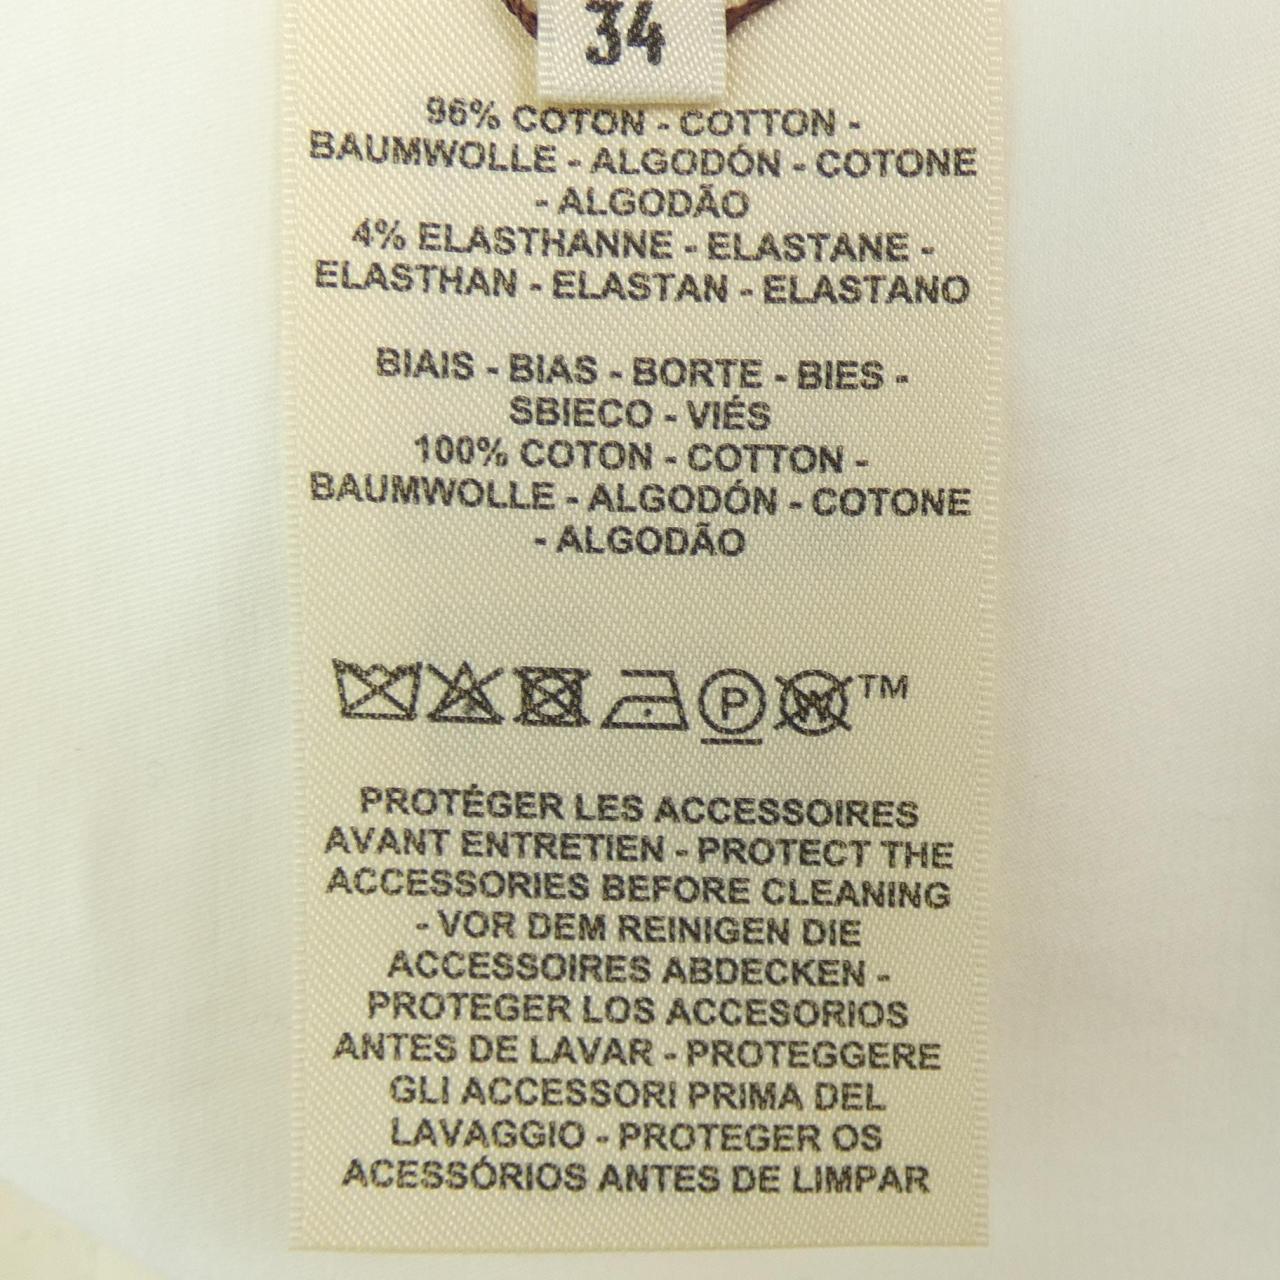 34
96% COTON - COTTON -
BAUMWOLLE - ALGODÓN - COTONE
- ALGODÃO
4% ELASTHANNE - ELASTANE -
ELASTHAN - ELASTAN - ELASTANO
BIAIS - BIAS - BORTE - BIES -
SBIECO - VIÉS
100% COTON - COTTON -
BAUMWOLLE - ALGODÓN - COTONE
- ALGODÃO
P W TM
PROTÉGER LES ACCESSOIRES
AVANT ENTRETIEN - PROTECT THE
ACCESSORIES BEFORE CLEANING
- VOR DEM REINIGEN DIE
ACCESSOIRES ABDECKEN -
PROTEGER LOS ACCESORIOS
ANTES DE LAVAR - PROTEGGERE
GLI ACCESSORI PRIMA DEL
LAVAGGIO - PROTEGER OS
ACESSÓRIOS ANTES DE LIMPAR